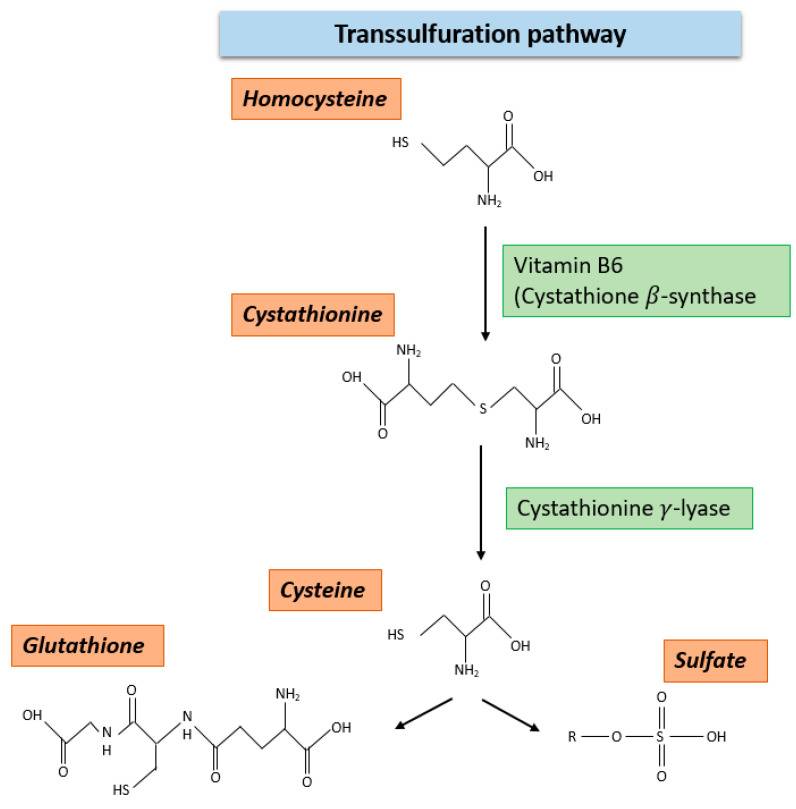 Transsulfuration pathway
Homocysteine
O
HS
OH
NH₂
Vitamin B6
(Cystathione β-synthase
Cystathionine
NH₂
O
OH
S
OH
O
NH₂
Cystathionine γ-lyase
Cysteine
O
HS
OH
NH₂
Glutathione
Sulfate
O
NH₂
O
OH
N
H
N
H
OH
R
O
S
OH
O
O
O
O
HS